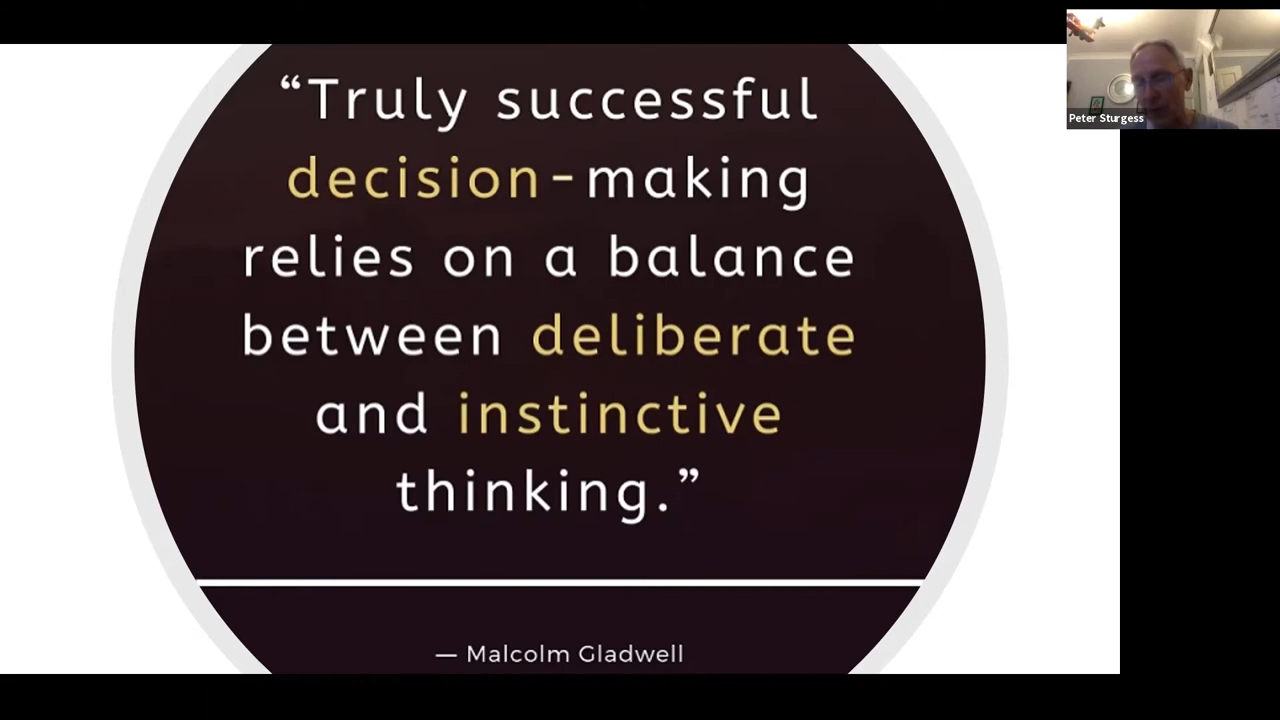 “Truly successful
decision-making
relies on a balance
between deliberate
and instinctive
thinking.”
— Malcolm Gladwell
Peter Sturgess